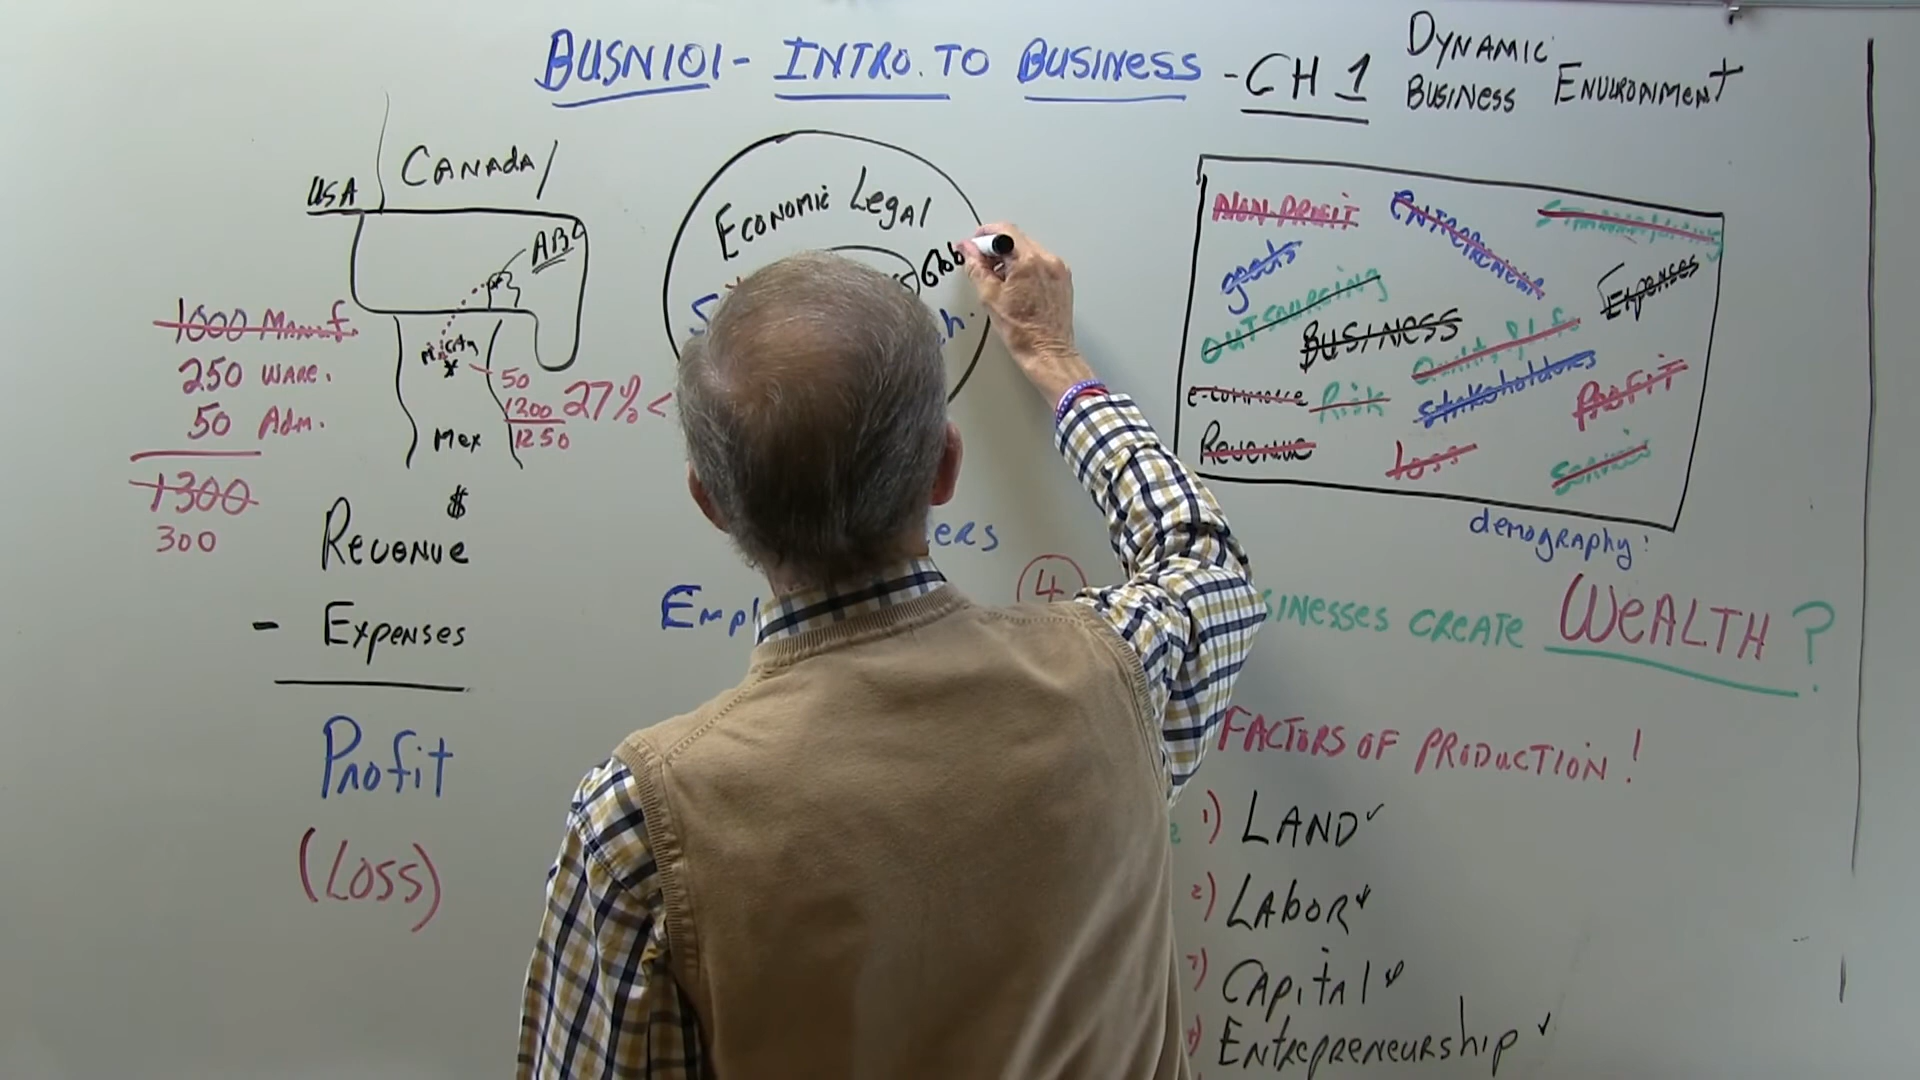 BUSN101 - INTRO. TO BUSINESS - CH 1
DYNAMIC
BUSINESS ENVIRONMENT
USA
CANADA
ABC
1000 Manuf.
250 WARE.
50 Adm.
1300
300
M. City
x
50
1200
1250
27% <
Mex
$
REVENUE
- EXPENSES
Profit
(LOSS)
ECONOMIC LEGAL
Glob
h.
ERS
Empl
4
NON-PROFIT
ENTREPRENEUR
goods
EXPENSES
OUTSOURCING
BUSINESS
e-commerce
Risk
stakeholders
PROFIT
Revenue
loss
demography!
SINESSES CREATE WEALTH?
FACTORS OF PRODUCTION!
1) LAND ✓
2) LABOR ✓
CAPITAL ✓
ENTREPRENEURSHIP ✓